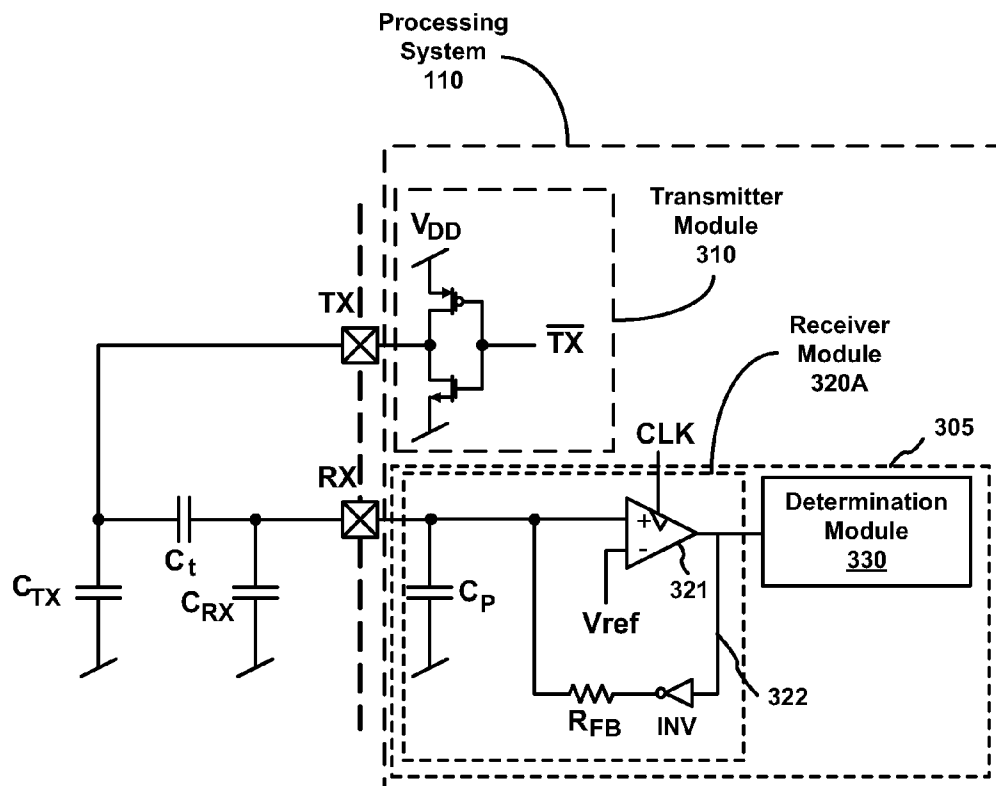 Processing
System
110
Transmitter
Module
310
V_DD
TX
T̅X̅
Receiver
Module
320A
CLK
305
RX
+
-
321
Determination
Module
330
C_t
C_TX
C_RX
C_P
Vref
R_FB
INV
322